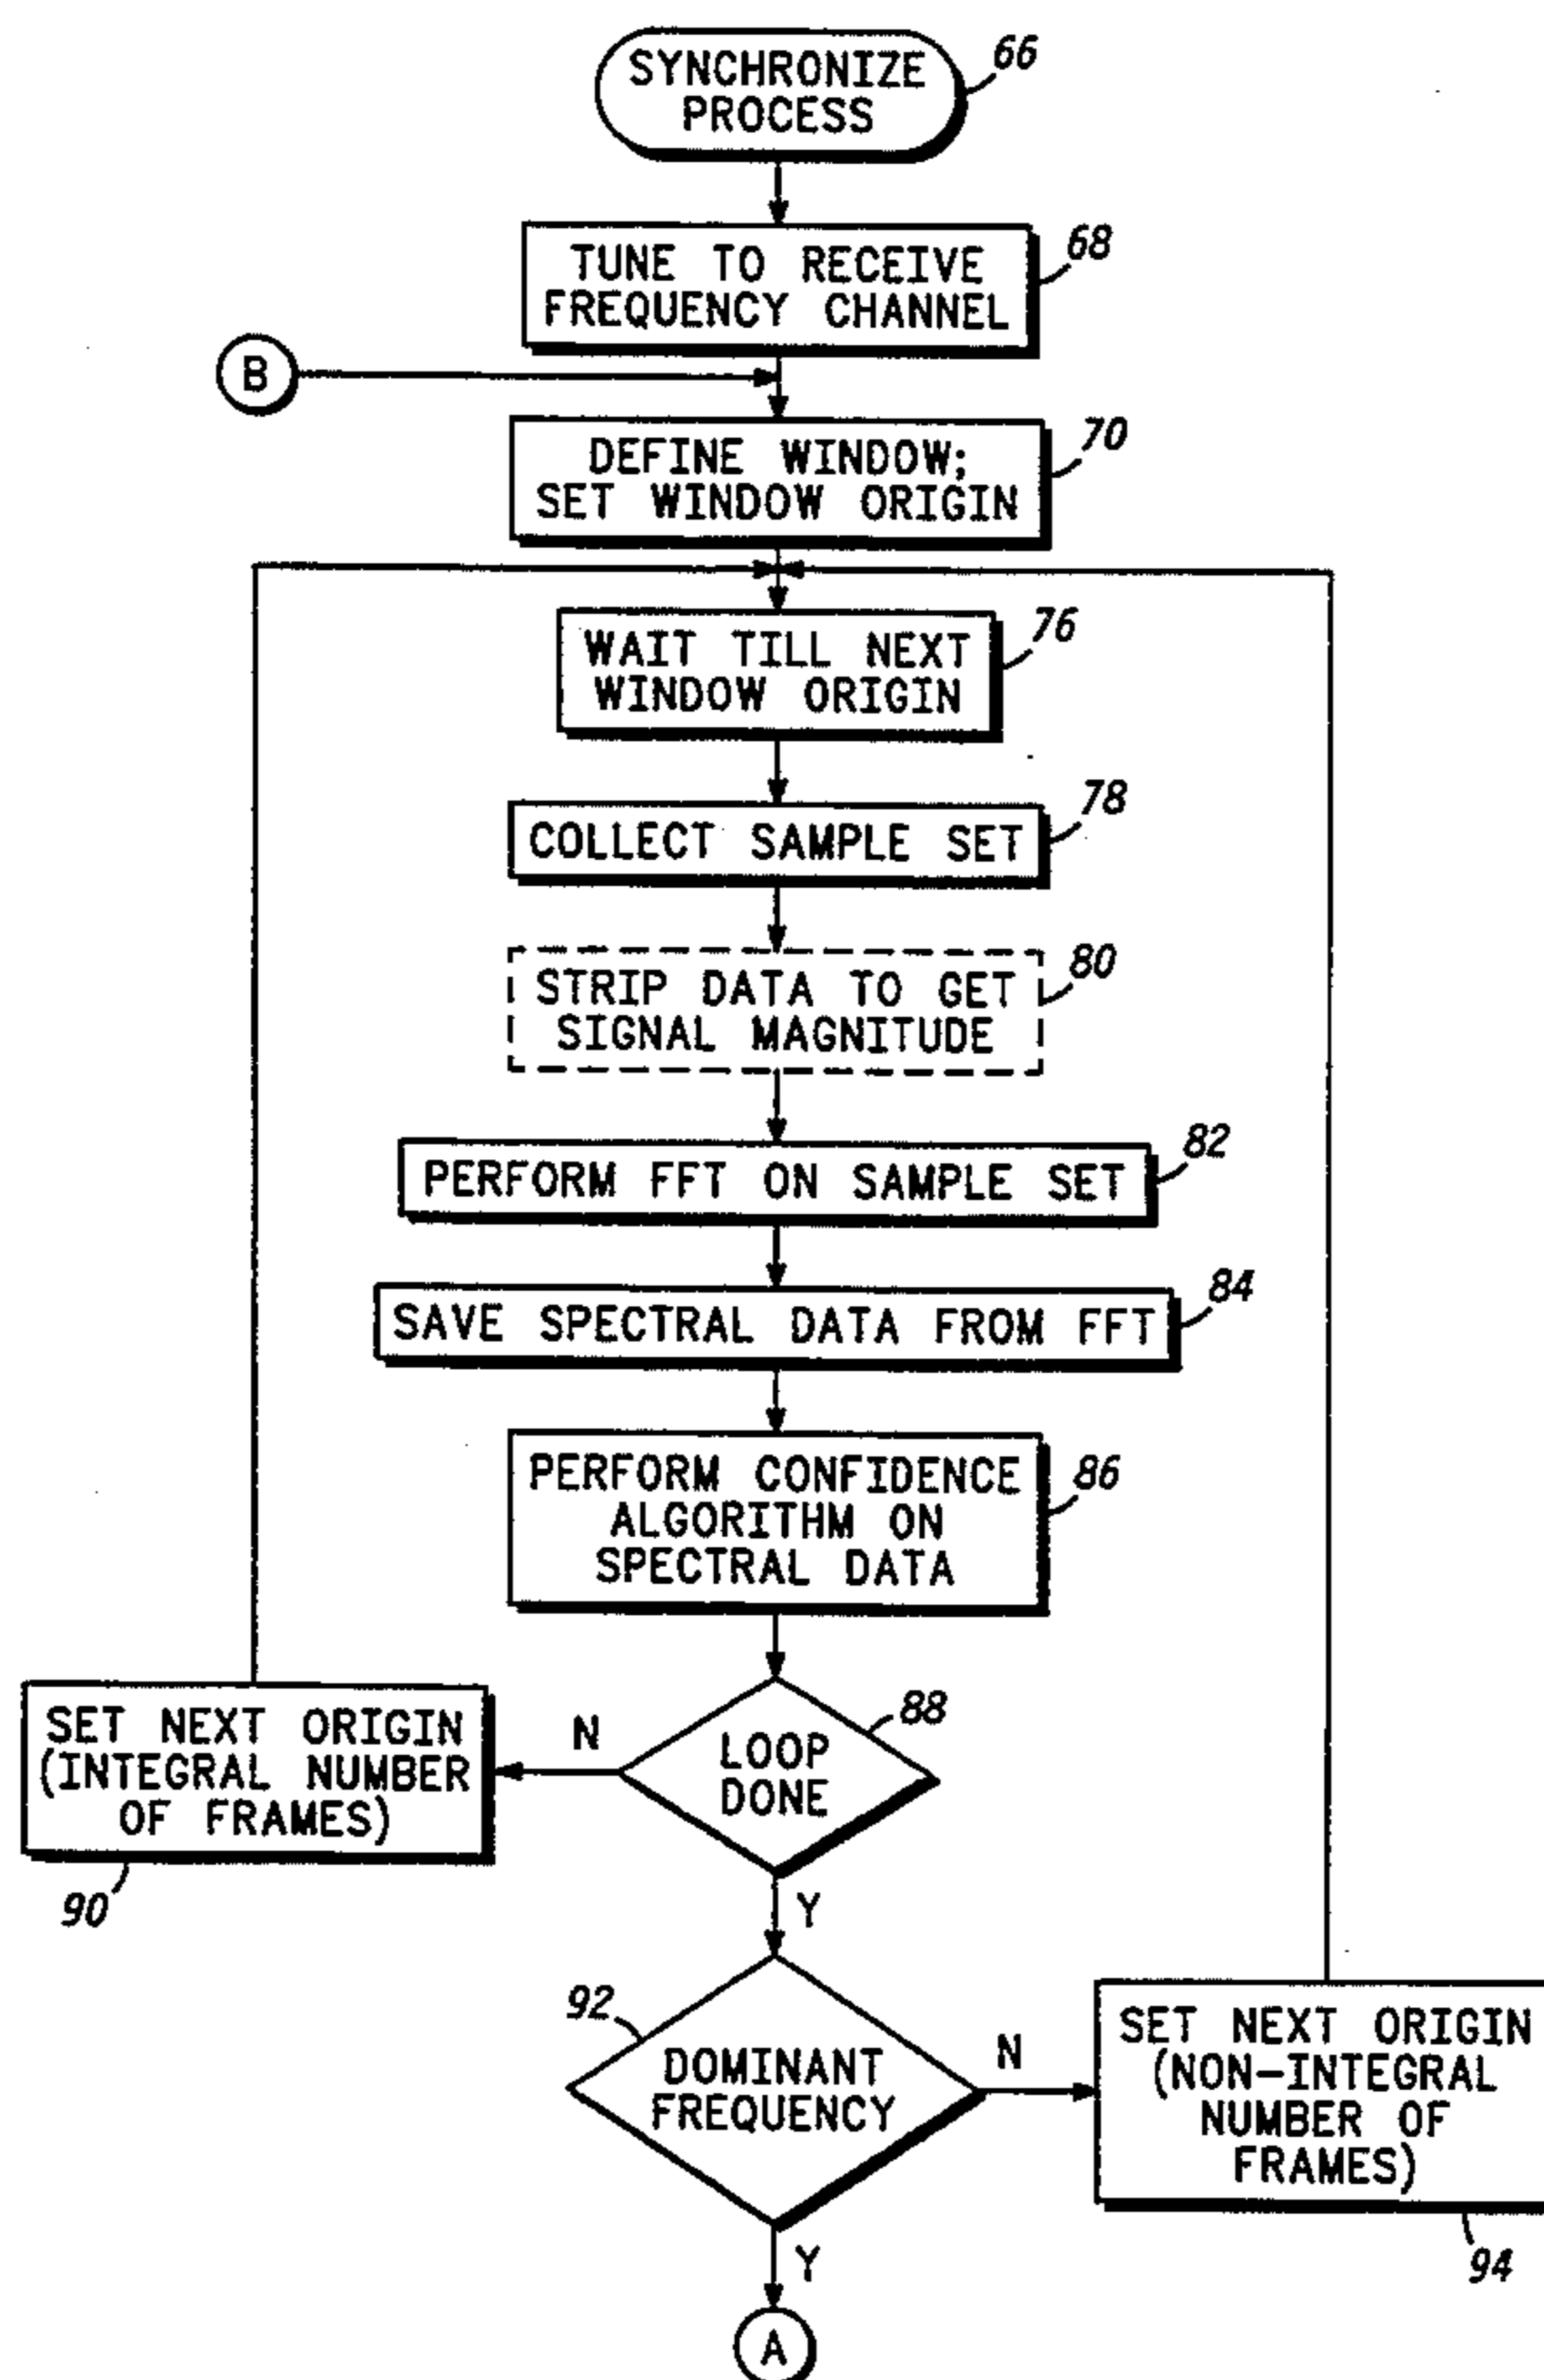 SYNCHRONIZE
PROCESS
66
TUNE TO RECEIVE
FREQUENCY CHANNEL
68
B
DEFINE WINDOW;
SET WINDOW ORIGIN
70
WAIT TILL NEXT
WINDOW ORIGIN
76
COLLECT SAMPLE SET
78
STRIP DATA TO GET
SIGNAL MAGNITUDE
80
PERFORM FFT ON SAMPLE SET
82
SAVE SPECTRAL DATA FROM FFT
84
PERFORM CONFIDENCE
ALGORITHM ON
SPECTRAL DATA
86
LOOP
DONE
88
N
SET NEXT ORIGIN
(INTEGRAL NUMBER
OF FRAMES)
90
Y
92
DOMINANT
FREQUENCY
N
SET NEXT ORIGIN
(NON-INTEGRAL
NUMBER OF
FRAMES)
94
Y
A